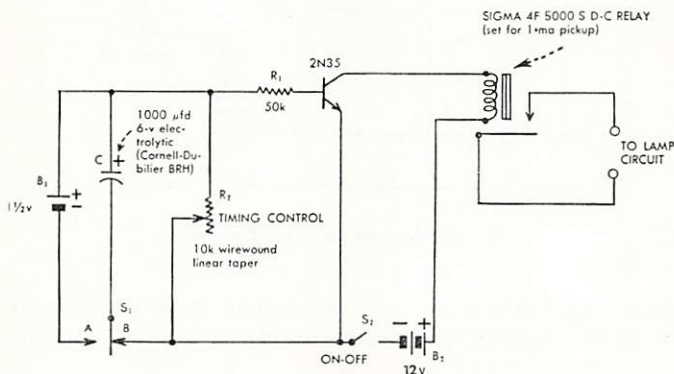 SIGMA 4F 5000 S D-C RELAY
(set for 1-ma pickup)
2N35
R₁
50k
1000 μfd
6-v elec-
trolytic
(Cornell-Du-
bilier BRH)
C
+
B₁
+
−
1½v
R₂
TIMING CONTROL
10k wirewound
linear taper
TO LAMP
CIRCUIT
S₁
A
B
S₂
ON-OFF
−
+
B₂
12v